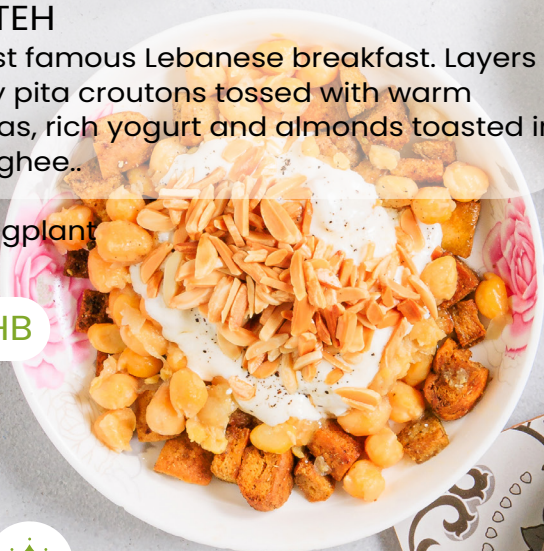 TEH
st famous Lebanese breakfast. Layers
y pita croutons tossed with warm
as, rich yogurt and almonds toasted in
ghee..
ggplant
HB